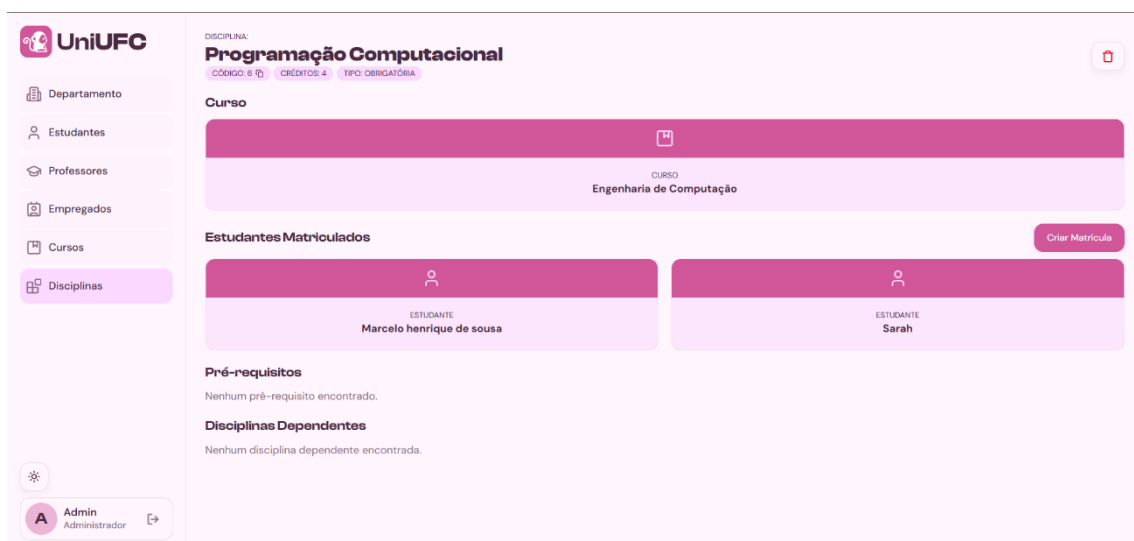 UniUFC
Departamento
Estudantes
Professores
Empregados
Cursos
Disciplinas
Admin
A
Administrador
DISCIPLINA:
Programação Computacional
CÓDIGO: 6 CRÉDITOS: 4 TIPO: OBRIGATÓRIA
Curso
CURSO
Engenharia de Computação
Estudantes Matriculados Criar Matrícula
ESTUDANTE ESTUDANTE
Marcelo henrique de sousa Sarah
Pré-requisitos
Nenhum pré-requisito encontrado.
Disciplinas Dependentes
Nenhum disciplina dependente encontrada.